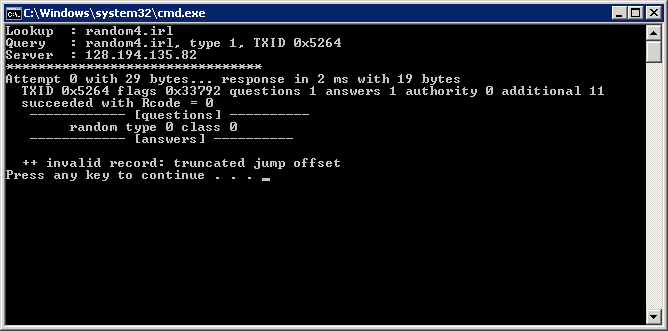 C:\Windows\system32\cmd.exe
Lookup  : random4.irl
Query   : random4.irl, type 1, TXID 0x5264
Server  : 128.194.135.82
********************************
Attempt 0 with 29 bytes... response in 2 ms with 19 bytes
  TXID 0x5264 flags 0x33792 questions 1 answers 1 authority 0 additional 11
  succeeded with Rcode = 0
   ------------ [questions] ----------
        random type 0 class 0
   ------------ [answers] ----------
  ++ invalid record: truncated jump offset
Press any key to continue . . . _